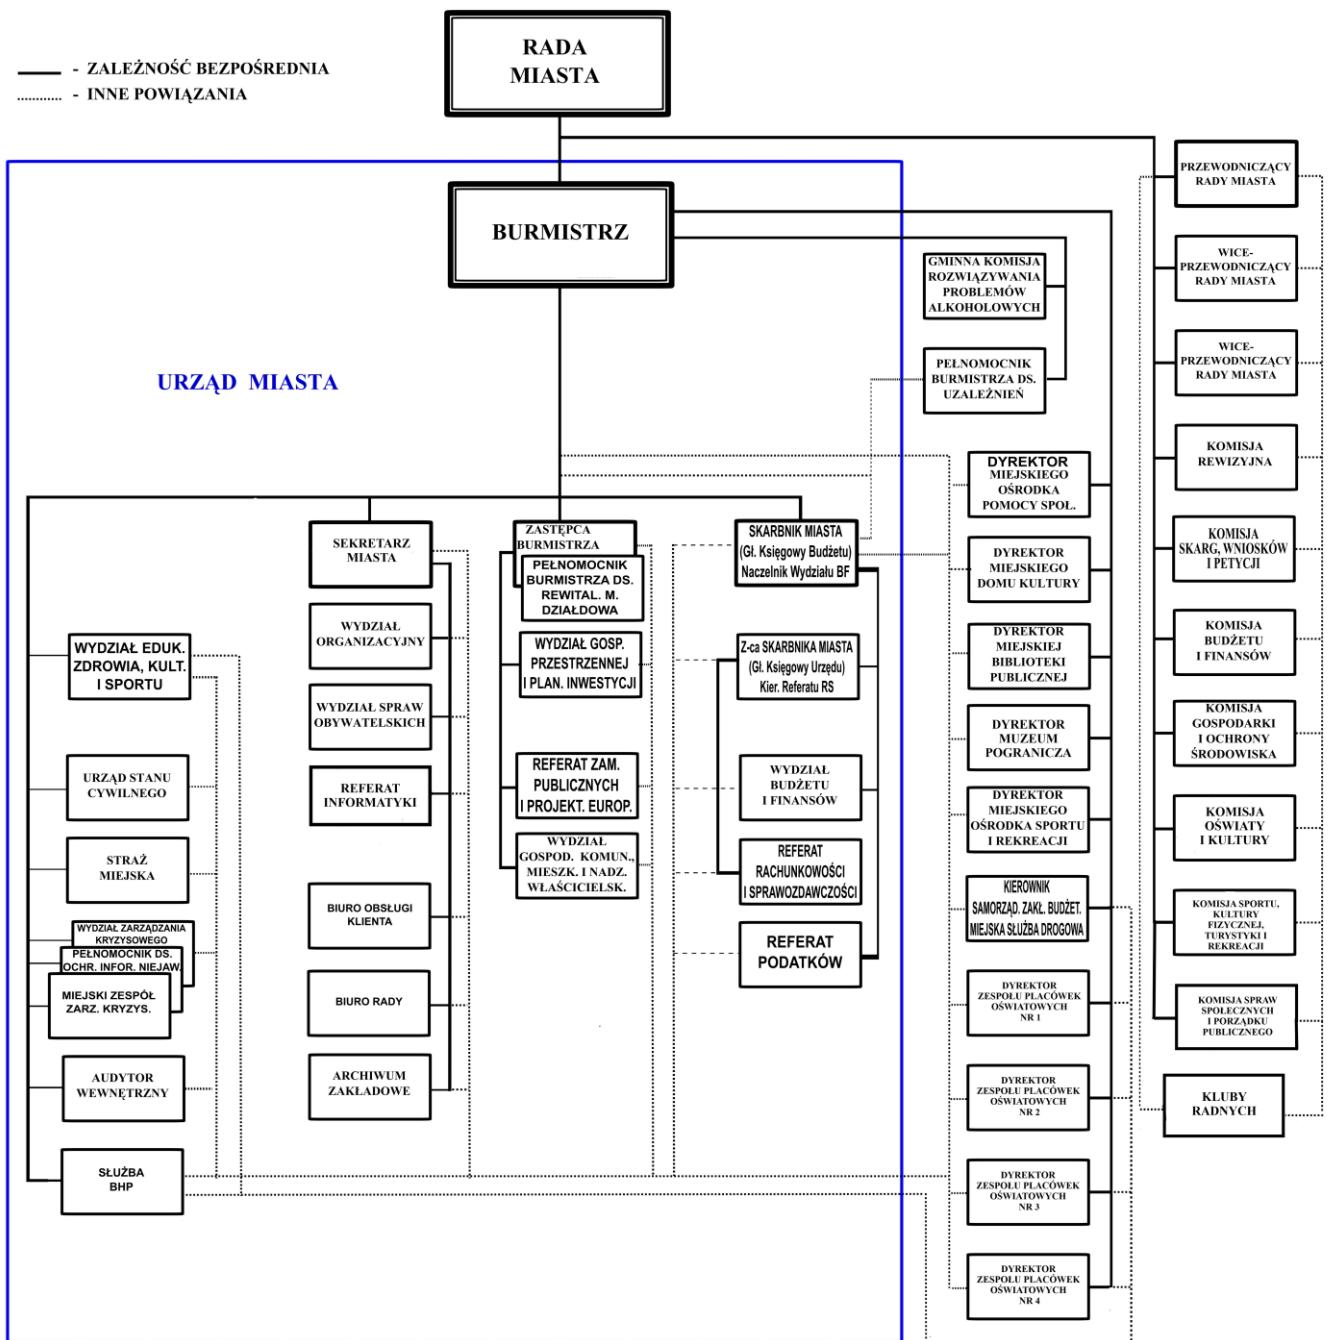 RADA
MIASTA
- ZALEŻNOŚĆ BEZPOŚREDNIA
- INNE POWIĄZANIA
BURMISTRZ
URZĄD MIASTA
WYDZIAŁ EDUK.
ZDROWIA, KULT.
I SPORTU
URZĄD STANU
CYWILNEGO
STRAŻ
MIEJSKA
WYDZIAŁ ZARZĄDZANIA
KRYZYSOWEGO
PEŁNOMOCNIK DS.
OCHR. INFOR. NIEJAW.
MIEJSKI ZESPÓŁ
ZARZ. KRYZYS.
AUDYTOR
WEWNĘTRZNY
SŁUŻBA
BHP
SEKRETARZ
MIASTA
WYDZIAŁ
ORGANIZACYJNY
WYDZIAŁ SPRAW
OBYWATELSKICH
REFERAT
INFORMATYKI
BIURO OBSŁUGI
KLIENTA
BIURO RADY
ARCHIWUM
ZAKŁADOWE
ZASTĘPCA
BURMISTRZA
PEŁNOMOCNIK
BURMISTRZA DS.
REWITAL. M.
DZIAŁDOWA
WYDZIAŁ GOSP.
PRZESTRZENNEJ
I PLAN. INWESTYCJI
REFERAT ZAM.
PUBLICZNYCH
I PROJEKT. EUROP.
WYDZIAŁ
GOSPOD. KOMUN.,
MIESZK. I NADZ.
WŁAŚCICIELSK.
SKARBNIK MIASTA
(Gł. Księgowy Budżetu)
Naczelnik Wydziału BF
Z-ca SKARBNIKA MIASTA
(Gł. Księgowy Urzędu)
Kier. Referatu RS
WYDZIAŁ
BUDŻETU
I FINANSÓW
REFERAT
RACHUNKOWOŚCI
I SPRAWOZDAWCZOŚCI
REFERAT
PODATKÓW
GMINNA KOMISJA
ROZWIĄZYWANIA
PROBLEMÓW
ALKOHOLOWYCH
PEŁNOMOCNIK
BURMISTRZA DS.
UZALEŻNIEŃ
DYREKTOR
MIEJSKIEGO
OŚRODKA
POMOCY SPOŁ.
DYREKTOR
MIEJSKIEGO
DOMU KULTURY
DYREKTOR
MIEJSKIEJ
BIBLIOTEKI
PUBLICZNEJ
DYREKTOR
MUZEUM
POGRANICZA
DYREKTOR
MIEJSKIEGO
OŚRODKA SPORTU
I REKREACJI
KIEROWNIK
SAMORZĄD. ZAKŁ. BUDŻET.
MIEJSKA SŁUŻBA DROGOWA
DYREKTOR
ZESPOŁU PLACÓWEK
OŚWIATOWYCH
NR 1
DYREKTOR
ZESPOŁU PLACÓWEK
OŚWIATOWYCH
NR 2
DYREKTOR
ZESPOŁU PLACÓWEK
OŚWIATOWYCH
NR 3
DYREKTOR
ZESPOŁU PLACÓWEK
OŚWIATOWYCH
NR 4
PRZEWODNICZĄCY
RADY MIASTA
WICE-
PRZEWODNICZĄCY
RADY MIASTA
WICE-
PRZEWODNICZĄCY
RADY MIASTA
KOMISJA
REWIZYJNA
KOMISJA
SKARG, WNIOSKÓW
I PETYCJI
KOMISJA
BUDŻETU
I FINANSÓW
KOMISJA
GOSPODARKI
I OCHRONY
ŚRODOWISKA
KOMISJA
OŚWIATY
I KULTURY
KOMISJA SPORTU,
KULTURY
FIZYCZNEJ,
TURYSTYKI I
REKREACJI
KOMISJA SPRAW
SPOŁECZNYCH
I PORZĄDKU
PUBLICZNEGO
KLUBY
RADNYCH